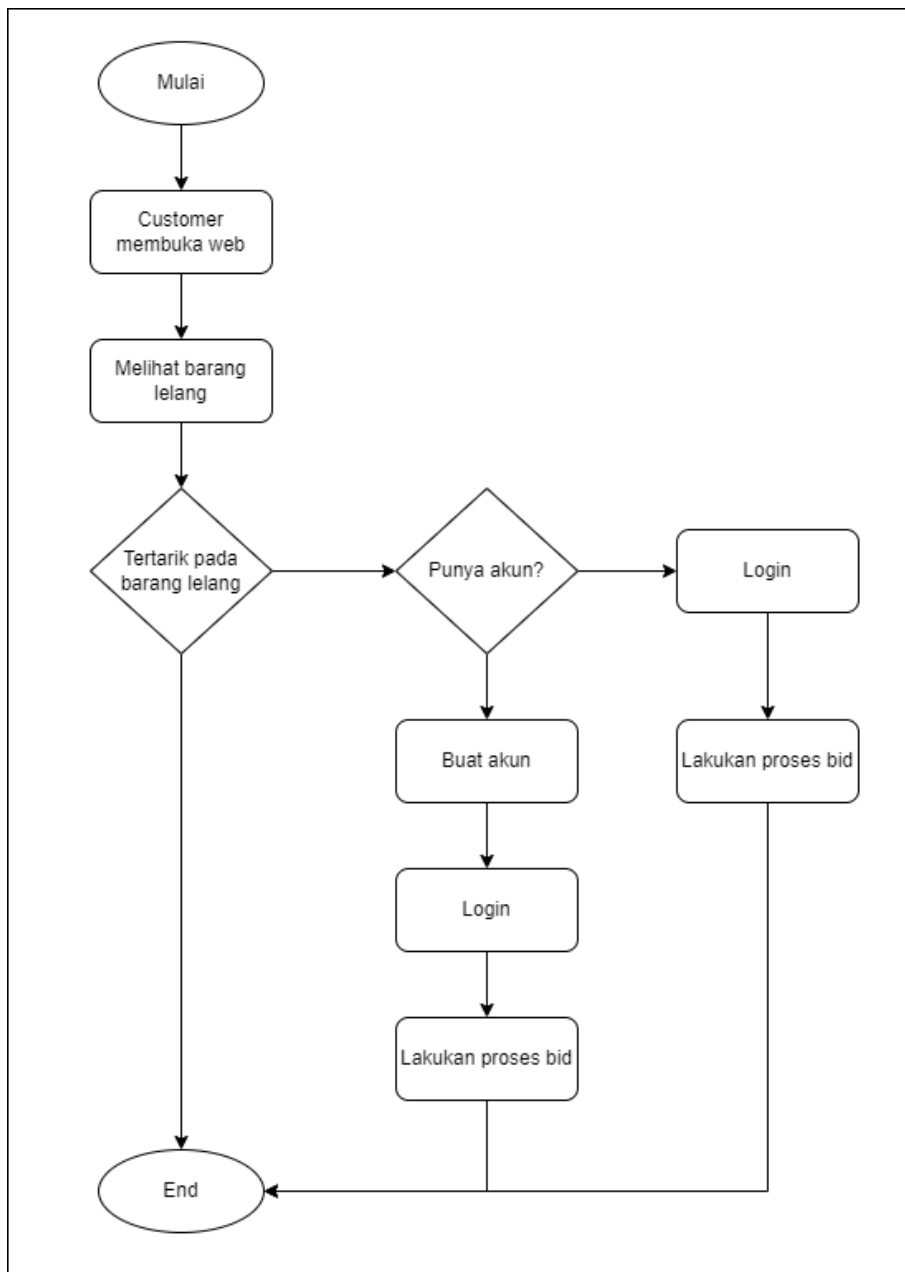 Mulai
Customer
membuka web
Melihat barang
lelang
Tertarik pada
barang lelang
Punya akun?
Login
Buat akun
Lakukan proses bid
Login
Lakukan proses bid
End